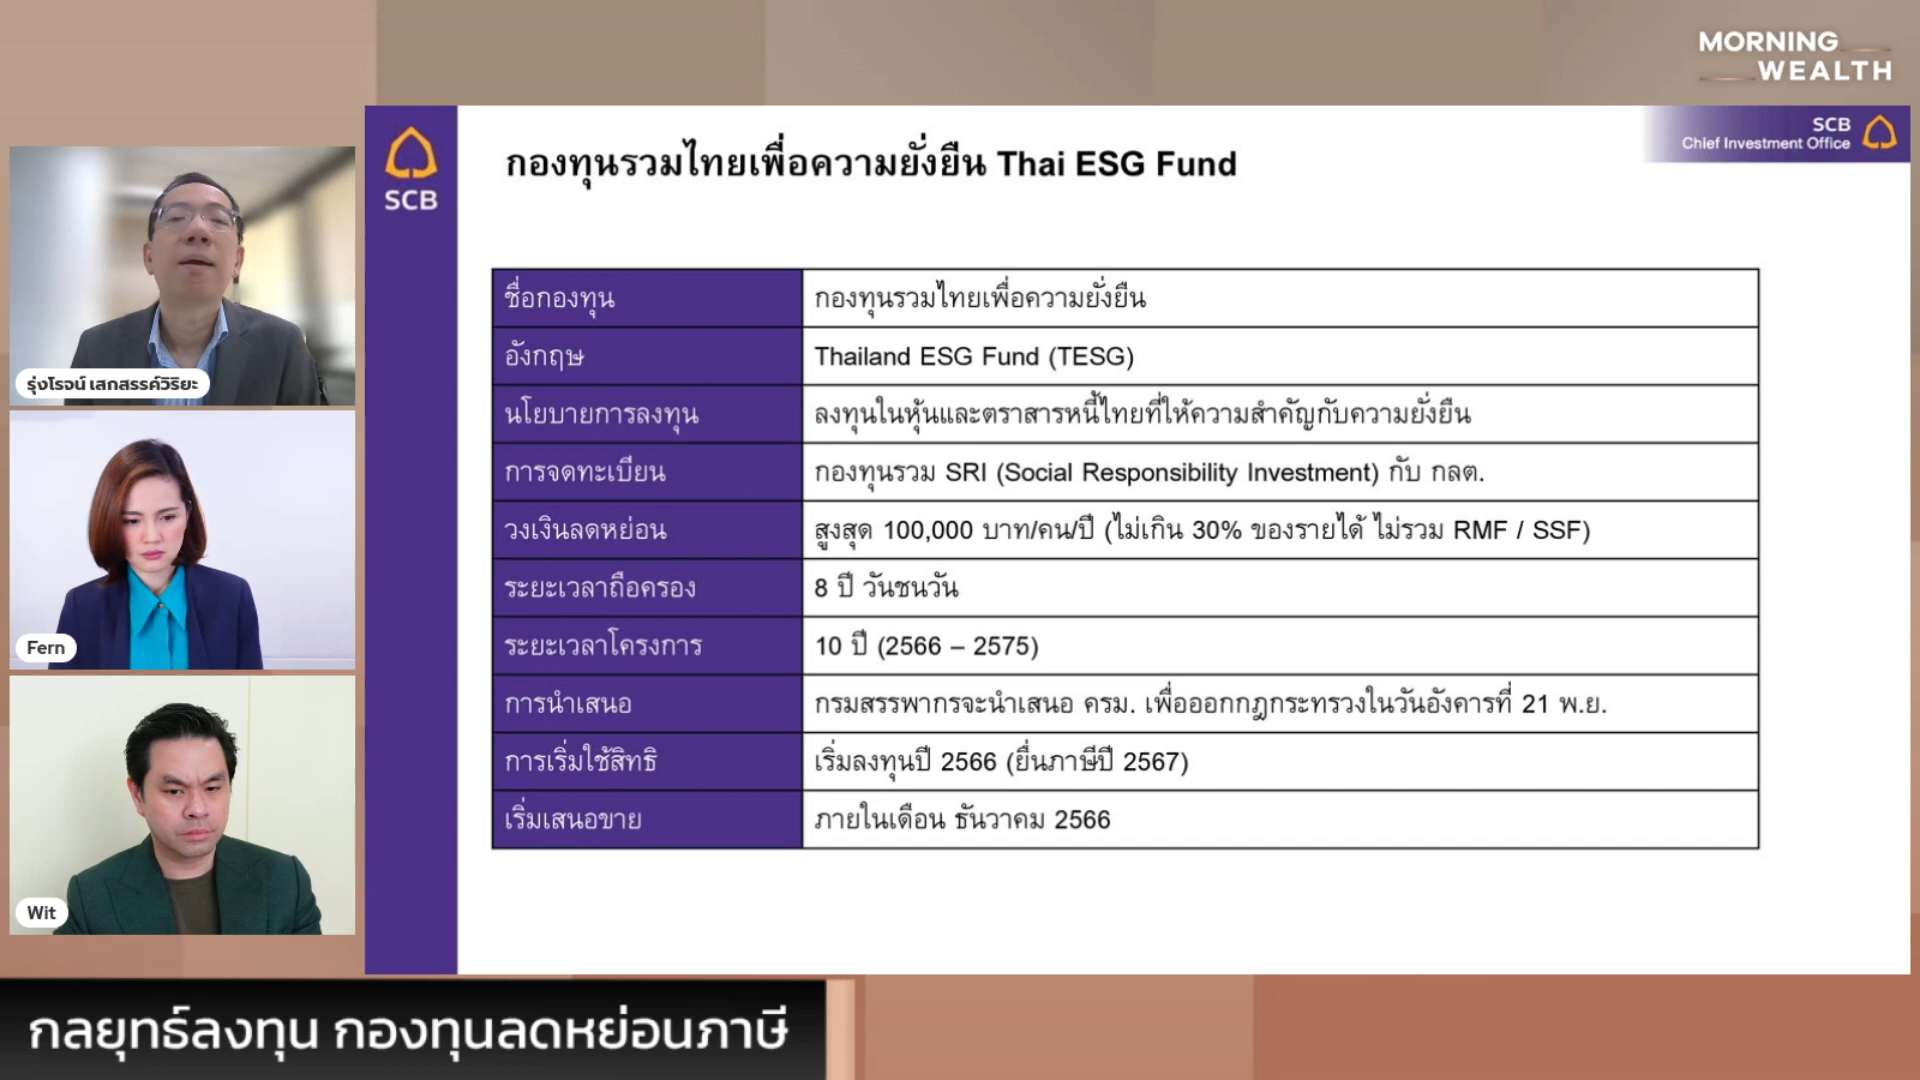 MORNING
WEALTH
SCB
SCB
Chief Investment Office
กองทุนรวมไทยเพื่อความยั่งยืน Thai ESG Fund
ชื่อกองทุน กองทุนรวมไทยเพื่อความยั่งยืน
อังกฤษ Thailand ESG Fund (TESG)
นโยบายการลงทุน ลงทุนในหุ้นและตราสารหนี้ไทยที่ให้ความสำคัญกับความยั่งยืน
การจดทะเบียน กองทุนรวม SRI (Social Responsibility Investment) กับ กลต.
วงเงินลดหย่อน สูงสุด 100,000 บาท/คน/ปี (ไม่เกิน 30% ของรายได้ ไม่รวม RMF / SSF)
ระยะเวลาถือครอง 8 ปี วันชนวัน
ระยะเวลาโครงการ 10 ปี (2566 – 2575)
การนำเสนอ กรมสรรพากรจะนำเสนอ ครม. เพื่อออกกฎกระทรวงในวันอังคารที่ 21 พ.ย.
การเริ่มใช้สิทธิ เริ่มลงทุนปี 2566 (ยื่นภาษีปี 2567)
เริ่มเสนอขาย ภายในเดือน ธันวาคม 2566
รุ่งโรจน์ เสกสรรค์วิริยะ
Fern
Wit
กลยุทธ์ลงทุน กองทุนลดหย่อนภาษี